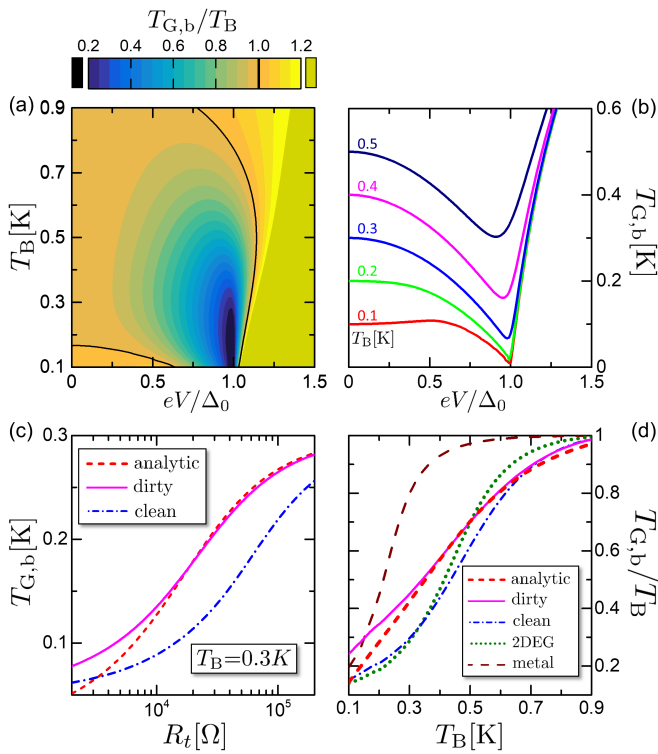 T_G,b/T_B
0.2 0.4 0.6 0.8 1.0 1.2
(a)
0.9
0.7
0.5
0.3
0.1
T_B[K]
0.0 0.5 1.0 1.5
eV/Δ_0
(b)
0.6
0.4
0.2
0
T_G,b[K]
0.5
0.4
0.3
0.2
0.1
T_B[K]
0.0 0.5 1.0 1.5
eV/Δ_0
(c)
0.3
0.2
0.1
T_G,b[K]
analytic
dirty
clean
T_B=0.3K
10^4 10^5
R_t[Ω]
(d)
1
0.8
0.6
0.4
0.2
T_G,b/T_B
analytic
dirty
clean
2DEG
metal
0.1 0.3 0.5 0.7 0.9
T_B[K]